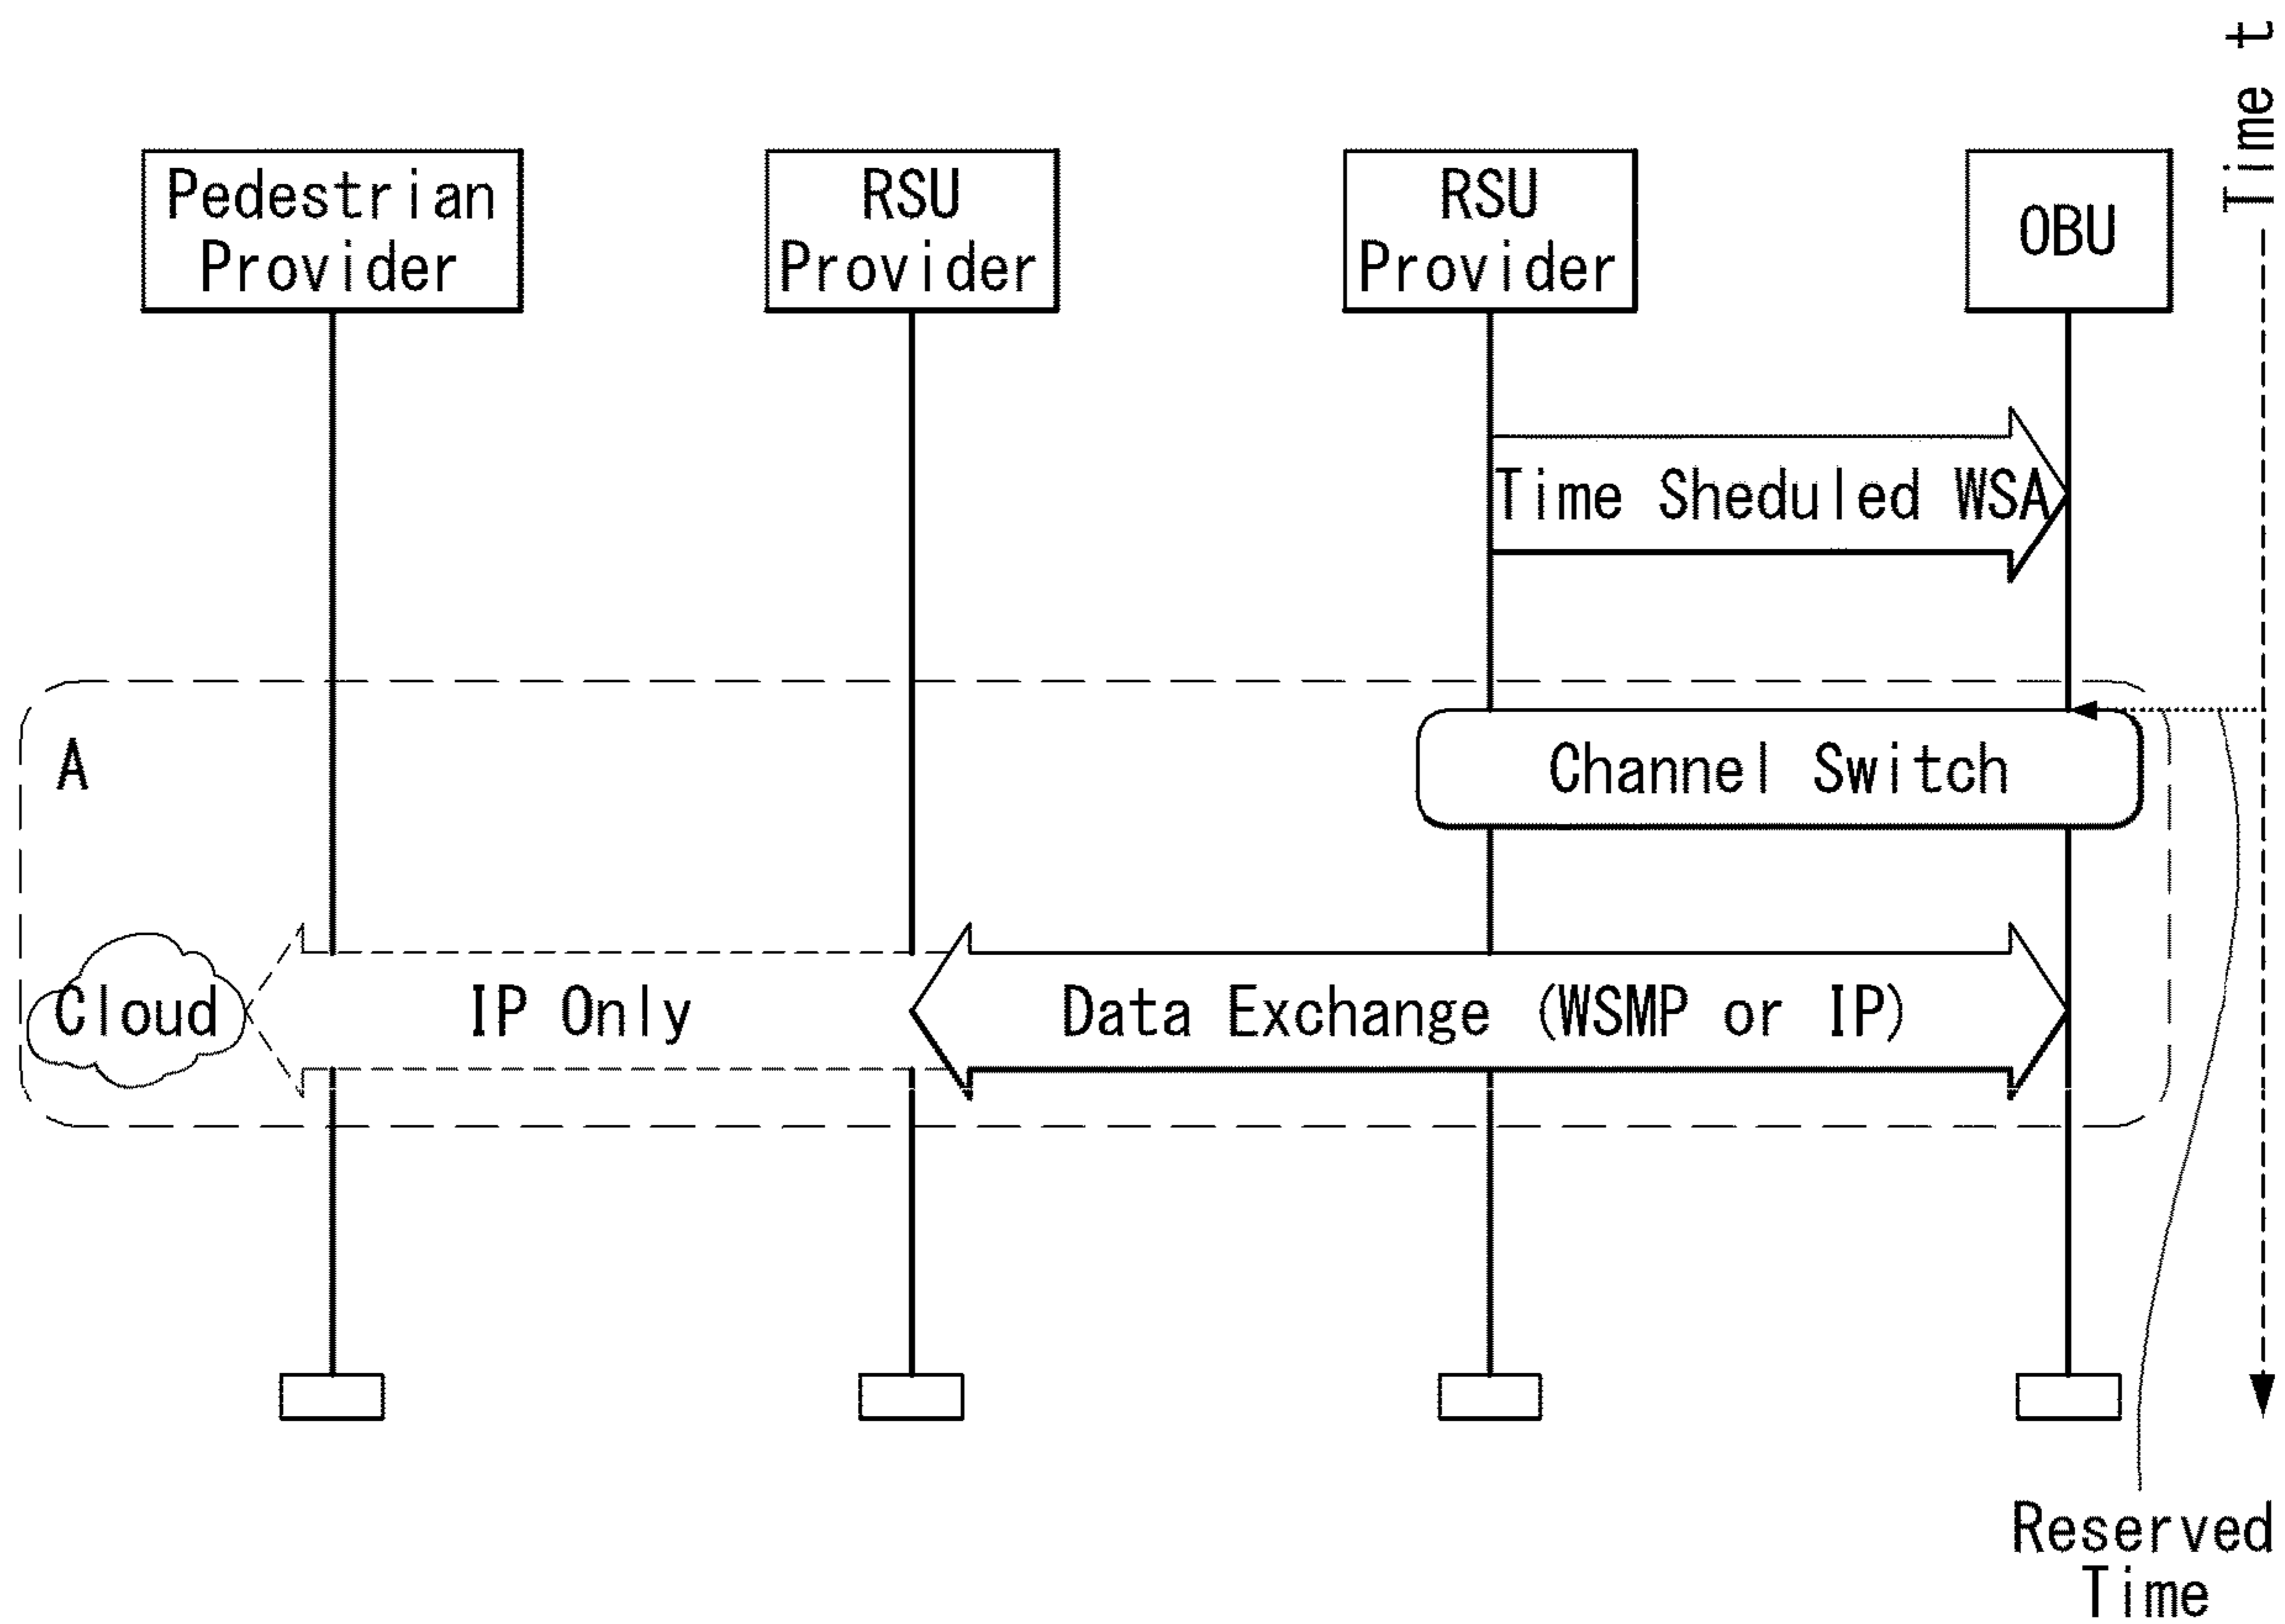 Time t
Pedestrian
Provider
RSU
Provider
RSU
Provider
OBU
Time Sheduled WSA
A
Channel Switch
Cloud
IP Only
Data Exchange (WSMP or IP)
Reserved
Time